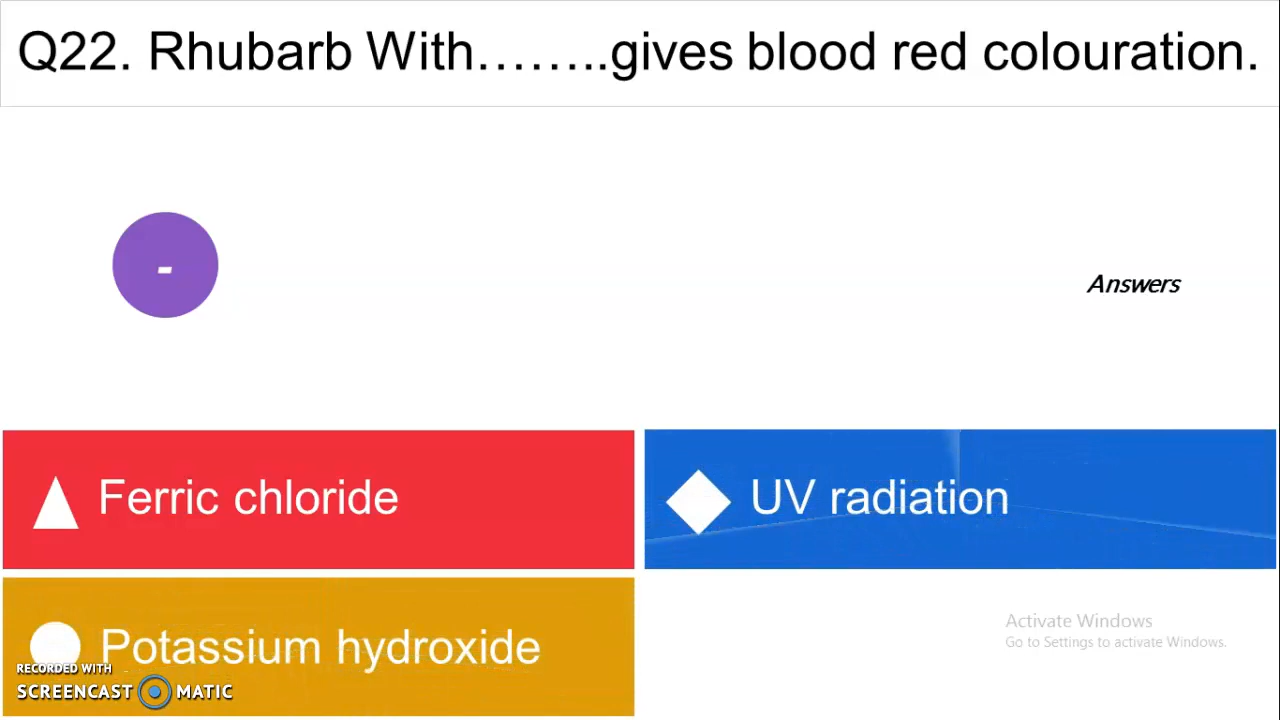 Q22. Rhubarb With……..gives blood red colouration.
-
Answers
Ferric chloride
UV radiation
Potassium hydroxide
Activate Windows
Go to Settings to activate Windows.
RECORDED WITH
SCREENCAST MATIC